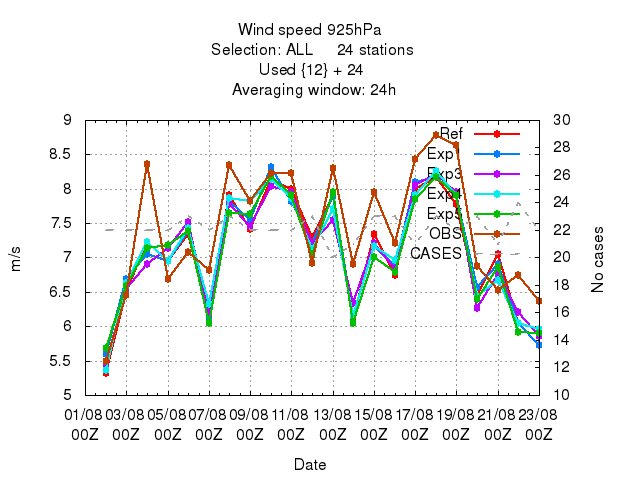 Wind speed 925hPa
Selection: ALL 24 stations
Used {12} + 24
Averaging window: 24h
9
8.5
8
7.5
7
6.5
6
5.5
5
m/s
30
28
26
24
22
20
18
16
14
12
10
No cases
Ref
Exp1
Exp3
Exp4
Exp5
OBS
CASES
01/08 03/08 05/08 07/08 09/08 11/08 13/08 15/08 17/08 19/08 21/08 23/08
00Z 00Z 00Z 00Z 00Z 00Z 00Z 00Z 00Z 00Z 00Z 00Z
Date